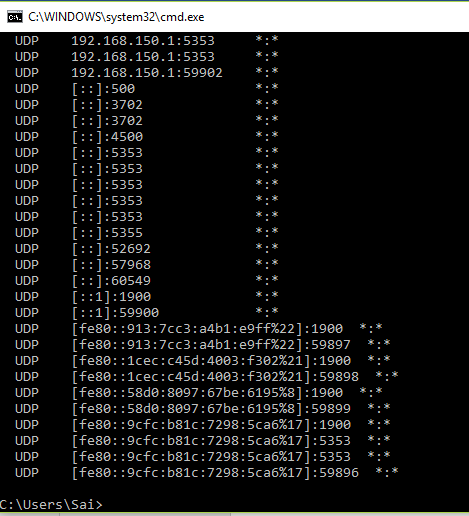 C:\WINDOWS\system32\cmd.exe
UDP 192.168.150.1:5353 *:*
UDP 192.168.150.1:5353 *:*
UDP 192.168.150.1:59902 *:*
UDP [::]:500 *:*
UDP [::]:3702 *:*
UDP [::]:3702 *:*
UDP [::]:4500 *:*
UDP [::]:5353 *:*
UDP [::]:5353 *:*
UDP [::]:5353 *:*
UDP [::]:5353 *:*
UDP [::]:5353 *:*
UDP [::]:5355 *:*
UDP [::]:52692 *:*
UDP [::]:57968 *:*
UDP [::]:60549 *:*
UDP [::1]:1900 *:*
UDP [::1]:59900 *:*
UDP [fe80::913:7cc3:a4b1:e9ff%22]:1900 *:*
UDP [fe80::913:7cc3:a4b1:e9ff%22]:59897 *:*
UDP [fe80::1cec:c45d:4003:f302%21]:1900 *:*
UDP [fe80::1cec:c45d:4003:f302%21]:59898 *:*
UDP [fe80::58d0:8097:67be:6195%8]:1900 *:*
UDP [fe80::58d0:8097:67be:6195%8]:59899 *:*
UDP [fe80::9cfc:b81c:7298:5ca6%17]:1900 *:*
UDP [fe80::9cfc:b81c:7298:5ca6%17]:5353 *:*
UDP [fe80::9cfc:b81c:7298:5ca6%17]:5353 *:*
UDP [fe80::9cfc:b81c:7298:5ca6%17]:59896 *:*
C:\Users\Sai>